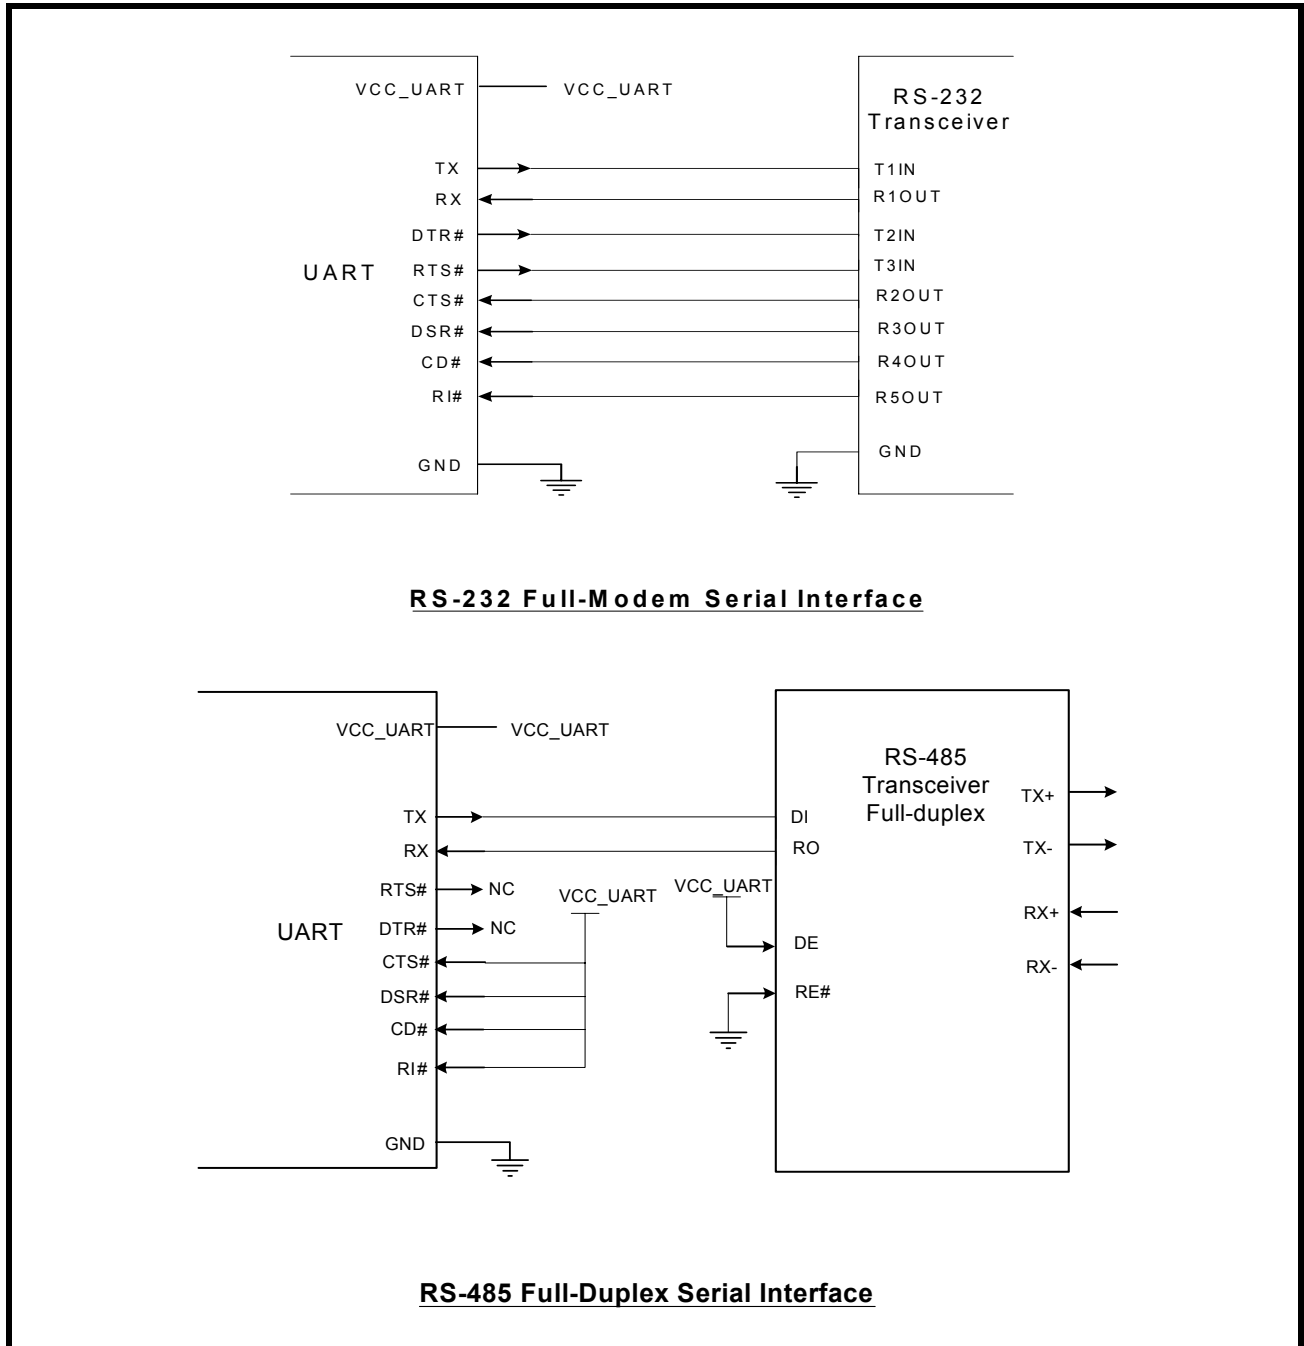 VCC_UART VCC_UART
RS-232
Transceiver
TX T1IN
RX R1OUT
DTR# T2IN
UART RTS# T3IN
CTS# R2OUT
DSR# R3OUT
CD# R4OUT
RI# R5OUT
GND GND
RS-232 Full-Modem Serial Interface
VCC_UART VCC_UART
RS-485
Transceiver
Full-duplex
TX+
TX DI
RX RO TX-
RTS# NC VCC_UART VCC_UART
RX+
UART DTR# NC DE
CTS# RX-
DSR# RE#
CD#
RI#
GND
RS-485 Full-Duplex Serial Interface